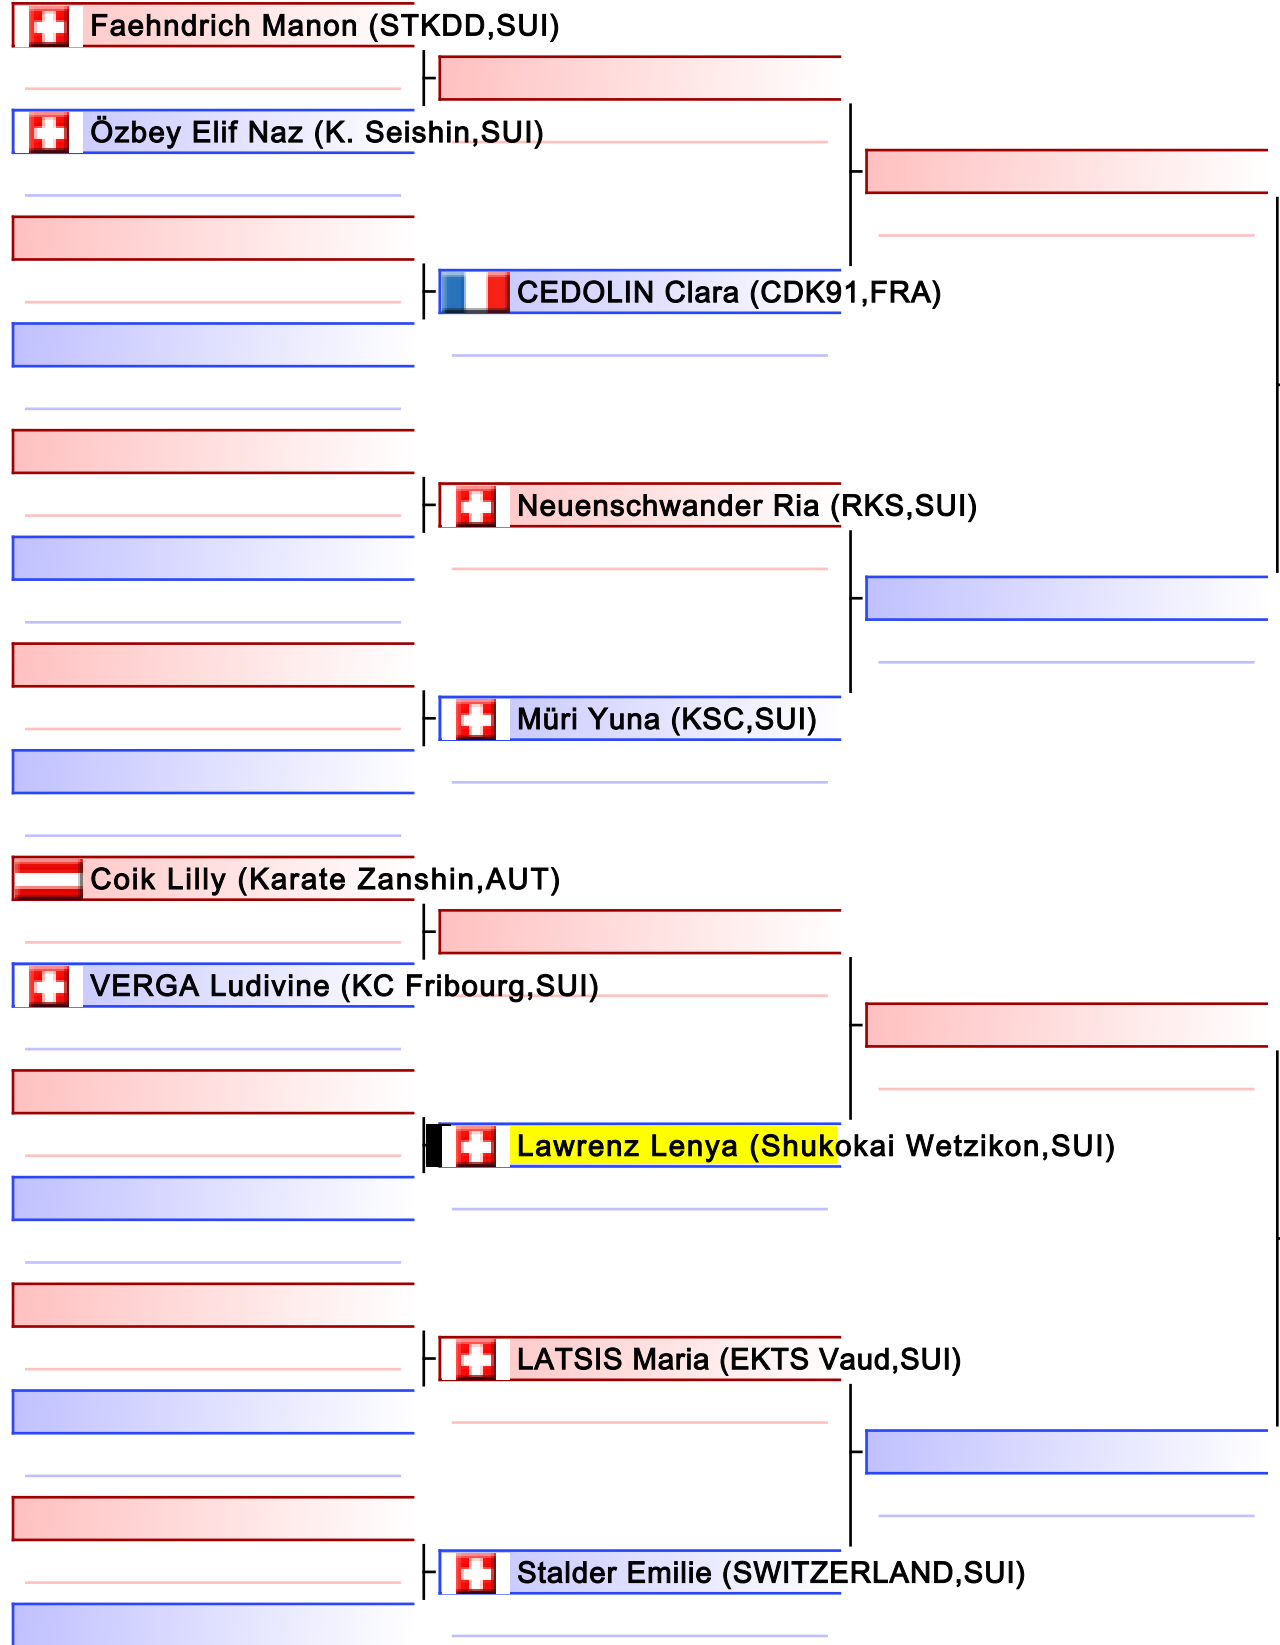 Faehndrich Manon (STKDD,SUI)
Özbey Elif Naz (K. Seishin,SUI)
CEDOLIN Clara (CDK91,FRA)
Neuenschwander Ria (RKS,SUI)
Müri Yuna (KSC,SUI)
Coik Lilly (Karate Zanshin,AUT)
VERGA Ludivine (KC Fribourg,SUI)
Lawrenz Lenya (Shukokai Wetzikon,SUI)
LATSIS Maria (EKTS Vaud,SUI)
Stalder Emilie (SWITZERLAND,SUI)